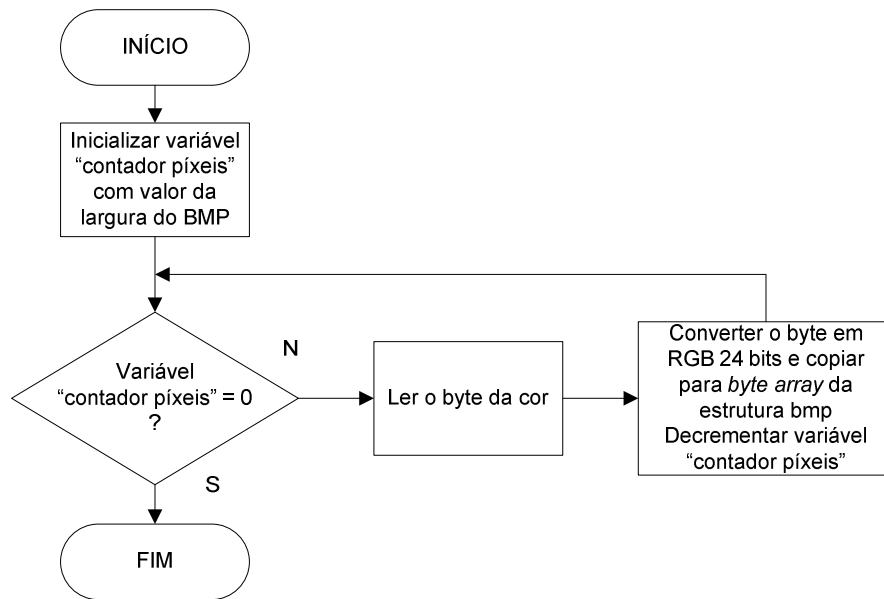 INÍCIO
Inicializar variável
“contador píxeis”
com valor da
largura do BMP
Variável
“contador píxeis” = 0
?
N
S
Ler o byte da cor
Converter o byte em
RGB 24 bits e copiar
para byte array da
estrutura bmp
Decrementar variável
“contador píxeis”
FIM